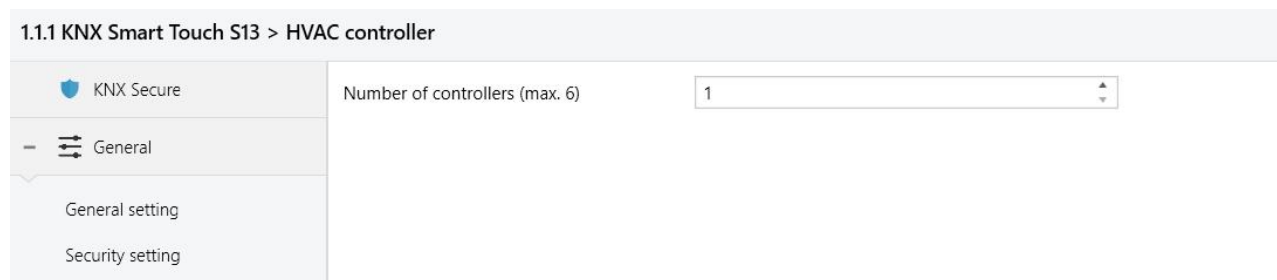 1.1.1 KNX Smart Touch S13 > HVAC controller
KNX Secure
Number of controllers (max. 6)
1
General
General setting
Security setting